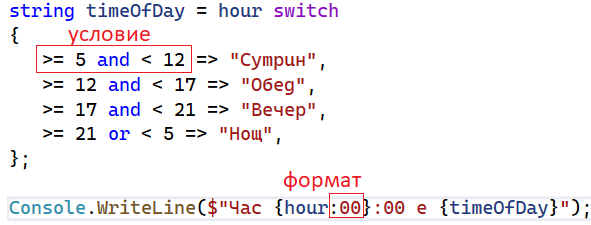 string timeOfDay = hour switch
{ условие
>= 5 and < 12 => "Сутрин",
>= 12 and < 17 => "Обед",
>= 17 and < 21 => "Вечер",
>= 21 or < 5 => "Нощ",
};
формат
Console.WriteLine($"Час {hour:00}:00 е {timeOfDay}");